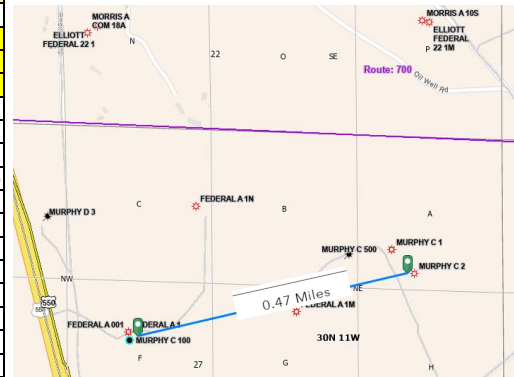 MORRIS A
COM 18A
ELLIOTT
FEDERAL 22 1
N
22
O
SE
MORRIS A 10S
ELLIOTT
FEDERAL
22 1M
P
Route: 700
Oil Well Rd
C
FEDERAL A 1N
B
A
MURPHY D 3
MURPHY C 500
MURPHY C 1
MURPHY C 2
NW
NE
550
0.47 Miles
FEDERAL A 001
DERAL A 1
DERAL A 1M
MURPHY C 100
30N 11W
F
27
G
H